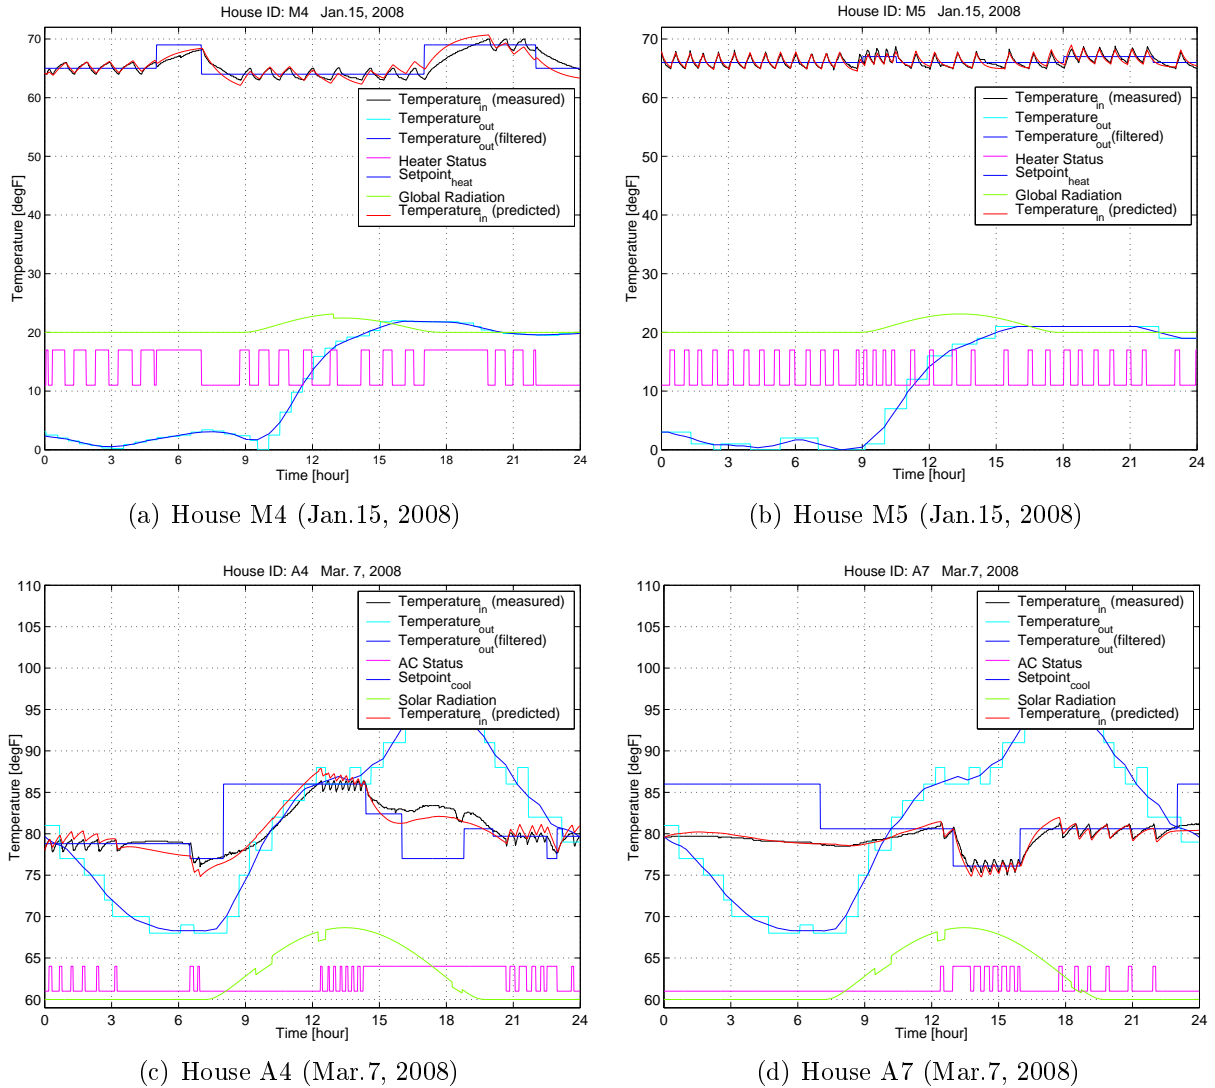 House ID: M4 Jan.15, 2008
70
60
50
40
30
20
10
0
Temperature [degF]
Temperature_in (measured)
Temperature_out
Temperature_out(filtered)
Heater Status
Setpoint_heat
Global Radiation
Temperature_in (predicted)
0 3 6 9 12 15 18 21 24
Time [hour]
(a) House M4 (Jan.15, 2008)
House ID: M5 Jan.15, 2008
70
60
50
40
30
20
10
0
Temperature [degF]
Temperature_in (measured)
Temperature_out
Temperature_out(filtered)
Heater Status
Setpoint_heat
Global Radiation
Temperature_in (predicted)
0 3 6 9 12 15 18 21 24
Time [hour]
(b) House M5 (Jan.15, 2008)
House ID: A4 Mar. 7, 2008
110
105
100
95
90
85
80
75
70
65
60
Temperature [degF]
Temperature_in (measured)
Temperature_out
Temperature_out(filtered)
AC Status
Setpoint_cool
Solar Radiation
Temperature_in (predicted)
0 3 6 9 12 15 18 21 24
Time [hour]
(c) House A4 (Mar.7, 2008)
House ID: A7 Mar.7, 2008
110
105
100
95
90
85
80
75
70
65
60
Temperature [degF]
Temperature_in (measured)
Temperature_out
Temperature_out(filtered)
AC Status
Setpoint_cool
Solar Radiation
Temperature_in (predicted)
0 3 6 9 12 15 18 21 24
Time [hour]
(d) House A7 (Mar.7, 2008)